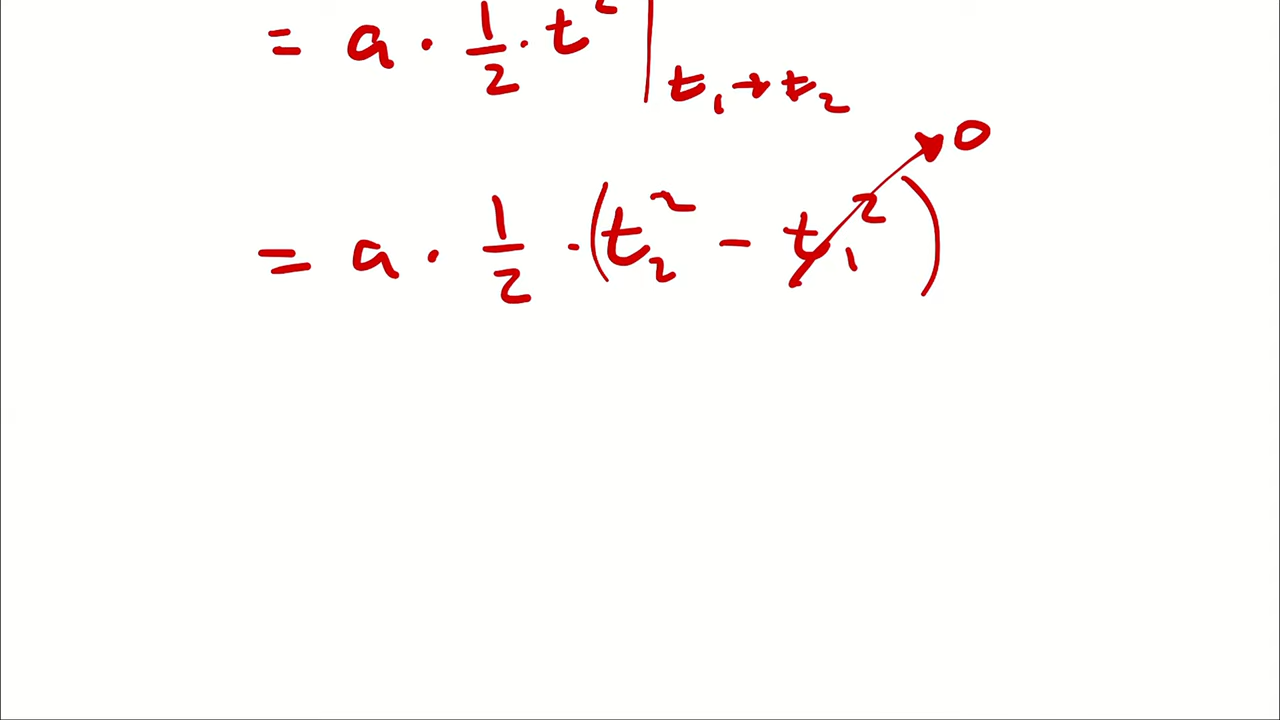 = a · 1/2 · t² | t₁→t₂
0
= a · 1/2 · (t₂² - t₁²)